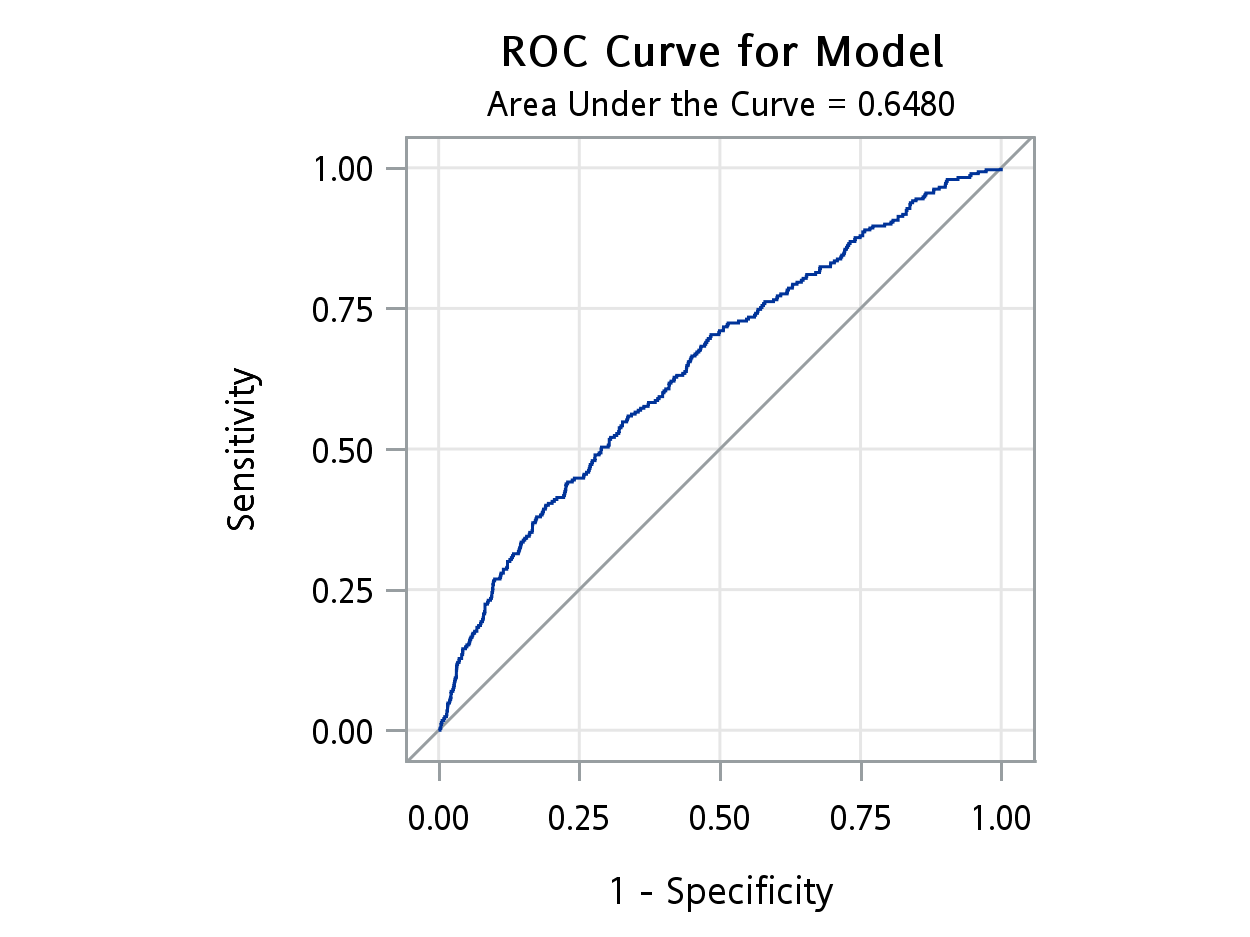 ROC Curve for Model
Area Under the Curve = 0.6480
1.00
0.75
0.50
0.25
0.00
Sensitivity
0.00 0.25 0.50 0.75 1.00
1 - Specificity